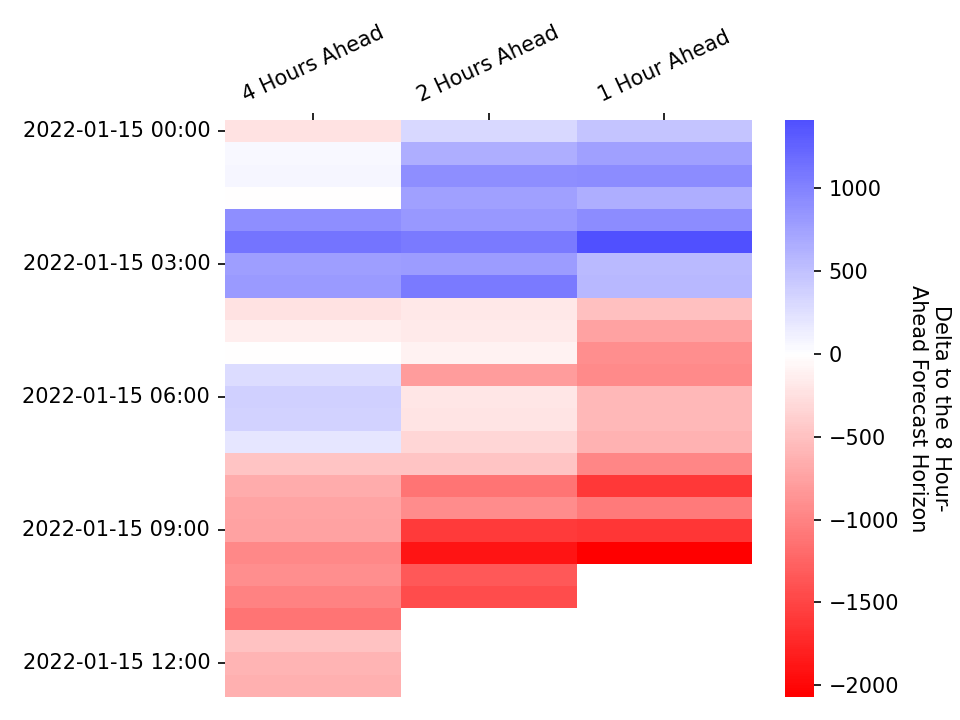 4 Hours Ahead
2 Hours Ahead
1 Hour Ahead
2022-01-15 00:00
2022-01-15 03:00
2022-01-15 06:00
2022-01-15 09:00
2022-01-15 12:00
1000
500
0
−500
−1000
−1500
−2000
Delta to the 8 Hour-
Ahead Forecast Horizon